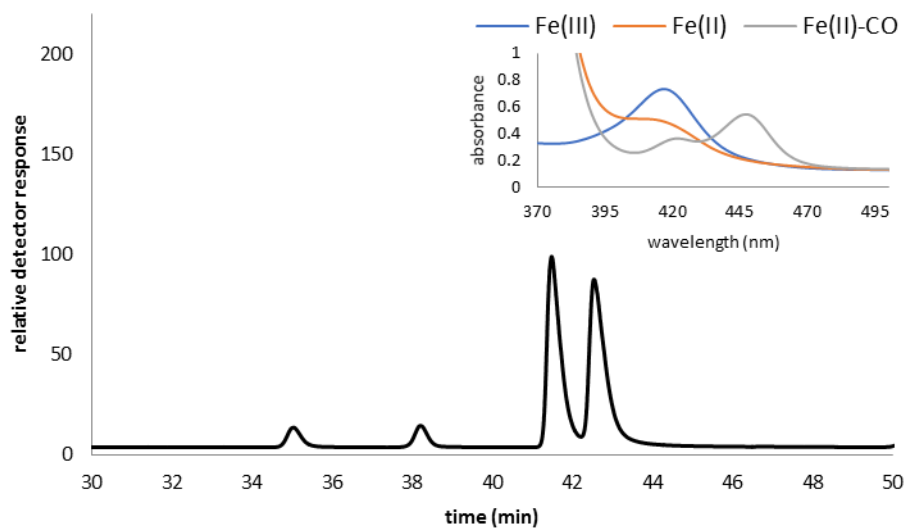 Fe(III) Fe(II) Fe(II)-CO
200
150
100
50
0
relative detector response
30 32 34 36 38 40 42 44 46 48 50
time (min)
1
0.8
0.6
0.4
0.2
0
absorbance
370 395 420 445 470 495
wavelength (nm)